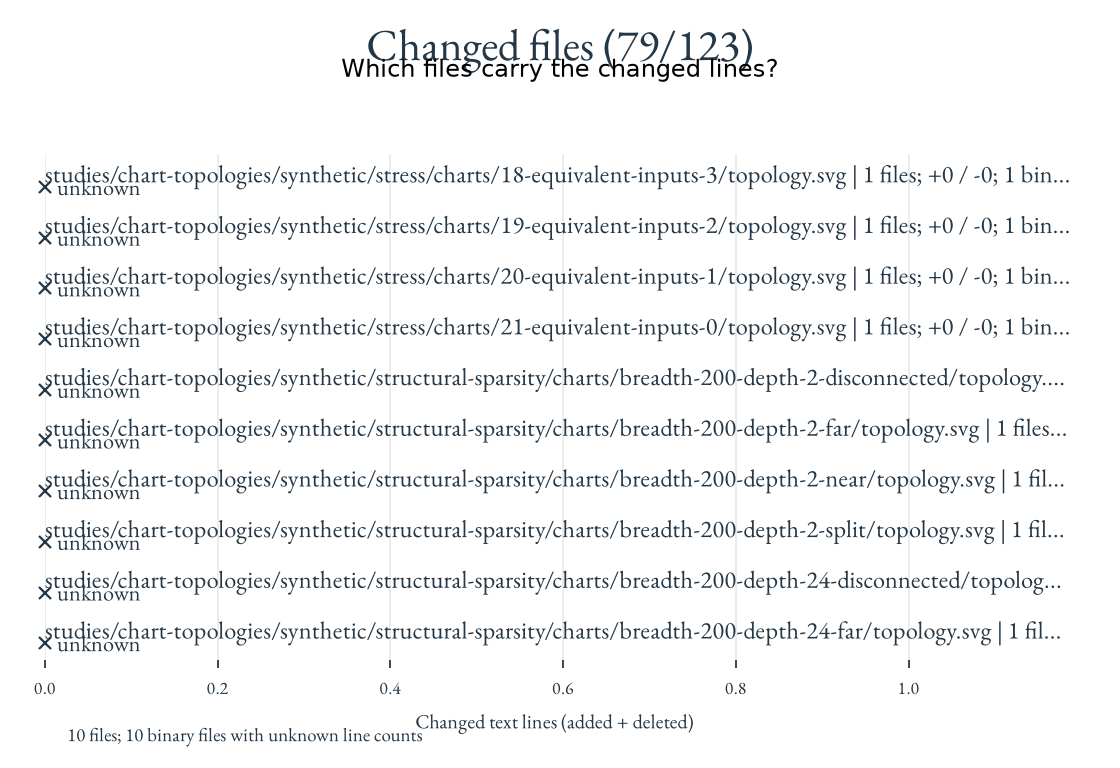 Changed files (79/123)
Which files carry the changed lines?
studies/chart-topologies/synthetic/stress/charts/18-equivalent-inputs-3/topology.svg | 1 files; +0 / -0; 1 bin...
unknown
studies/chart-topologies/synthetic/stress/charts/19-equivalent-inputs-2/topology.svg | 1 files; +0 / -0; 1 bin...
unknown
studies/chart-topologies/synthetic/stress/charts/20-equivalent-inputs-1/topology.svg | 1 files; +0 / -0; 1 bin...
unknown
studies/chart-topologies/synthetic/stress/charts/21-equivalent-inputs-0/topology.svg | 1 files; +0 / -0; 1 bin...
unknown
studies/chart-topologies/synthetic/structural-sparsity/charts/breadth-200-depth-2-disconnected/topology....
unknown
studies/chart-topologies/synthetic/structural-sparsity/charts/breadth-200-depth-2-far/topology.svg | 1 files...
unknown
studies/chart-topologies/synthetic/structural-sparsity/charts/breadth-200-depth-2-near/topology.svg | 1 fil...
unknown
studies/chart-topologies/synthetic/structural-sparsity/charts/breadth-200-depth-2-split/topology.svg | 1 fil...
unknown
studies/chart-topologies/synthetic/structural-sparsity/charts/breadth-200-depth-24-disconnected/topolog...
unknown
studies/chart-topologies/synthetic/structural-sparsity/charts/breadth-200-depth-24-far/topology.svg | 1 fil...
unknown
0.0 0.2 0.4 0.6 0.8 1.0
Changed text lines (added + deleted)
10 files; 10 binary files with unknown line counts